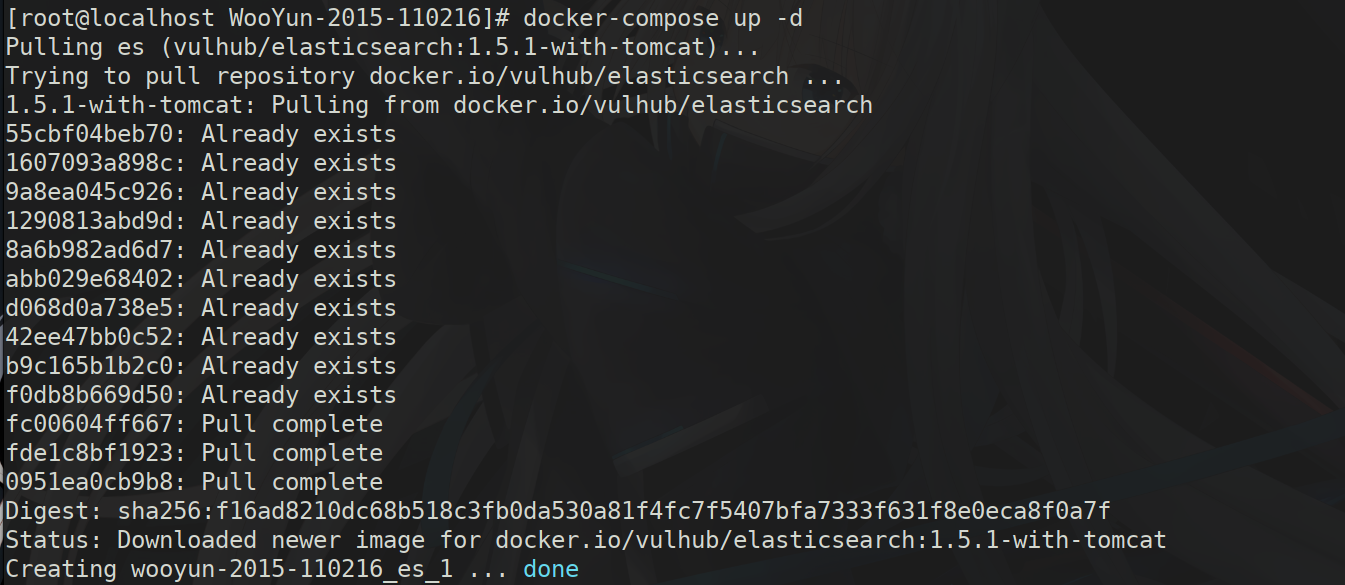 [root@localhost WooYun-2015-110216]# docker-compose up -d
Pulling es (vulhub/elasticsearch:1.5.1-with-tomcat)...
Trying to pull repository docker.io/vulhub/elasticsearch ...
1.5.1-with-tomcat: Pulling from docker.io/vulhub/elasticsearch
55cbf04beb70: Already exists
1607093a898c: Already exists
9a8ea045c926: Already exists
1290813abd9d: Already exists
8a6b982ad6d7: Already exists
abb029e68402: Already exists
d068d0a738e5: Already exists
42ee47bb0c52: Already exists
b9c165b1b2c0: Already exists
f0db8b669d50: Already exists
fc00604ff667: Pull complete
fde1c8bf1923: Pull complete
0951ea0cb9b8: Pull complete
Digest: sha256:f16ad8210dc68b518c3fb0da530a81f4fc7f5407bfa7333f631f8e0eca8f0a7f
Status: Downloaded newer image for docker.io/vulhub/elasticsearch:1.5.1-with-tomcat
Creating wooyun-2015-110216_es_1 ... done